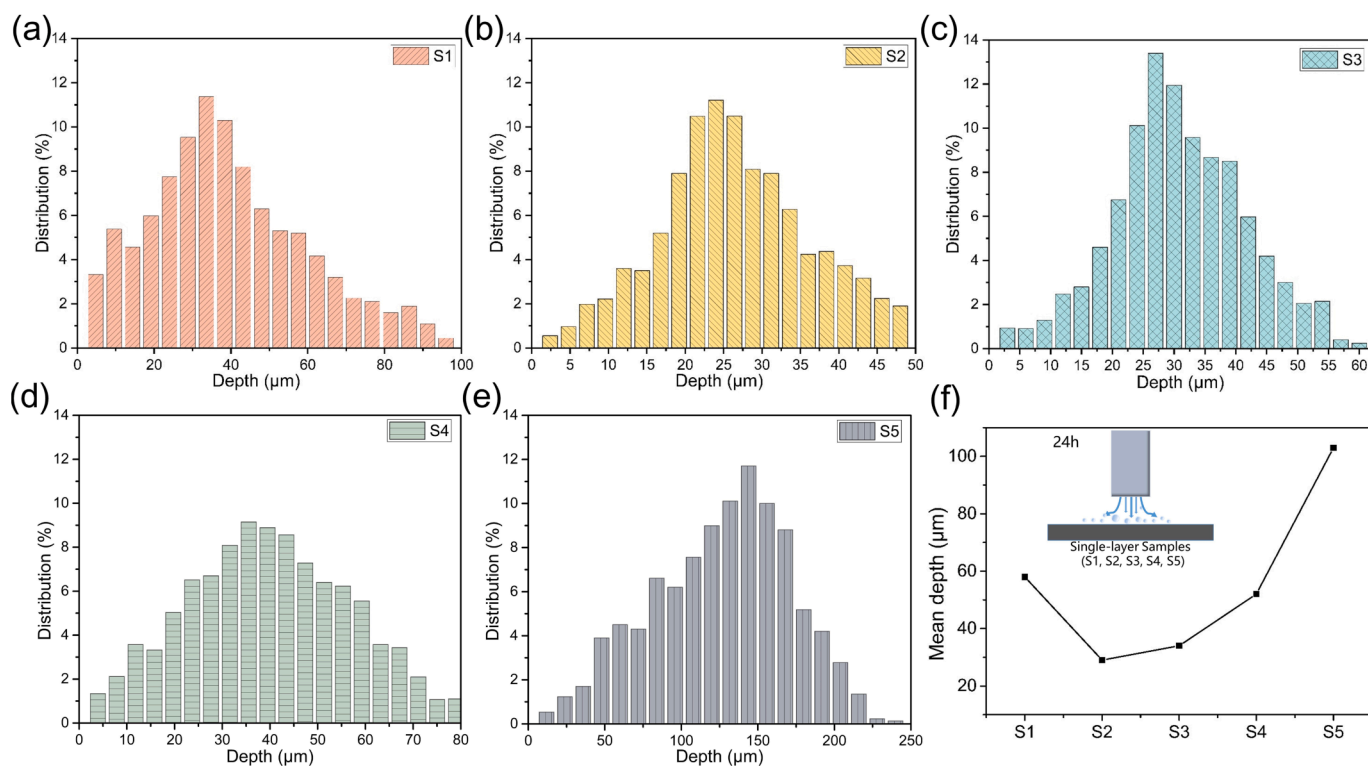 (a)
S1
14
12
10
8
6
4
2
0
Distribution (%)
0 20 40 60 80 100
Depth (μm)
(b)
S2
14
12
10
8
6
4
2
0
Distribution (%)
0 5 10 15 20 25 30 35 40 45 50
Depth (μm)
(c)
S3
14
12
10
8
6
4
2
0
Distribution (%)
0 5 10 15 20 25 30 35 40 45 50 55 60
Depth (μm)
(d)
S4
14
12
10
8
6
4
2
0
Distribution (%)
0 10 20 30 40 50 60 70 80
Depth (μm)
(e)
S5
14
12
10
8
6
4
2
0
Distribution (%)
0 50 100 150 200 250
Depth (μm)
(f)
24h
Single-layer Samples
(S1, S2, S3, S4, S5)
100
80
60
40
20
Mean depth (μm)
S1 S2 S3 S4 S5